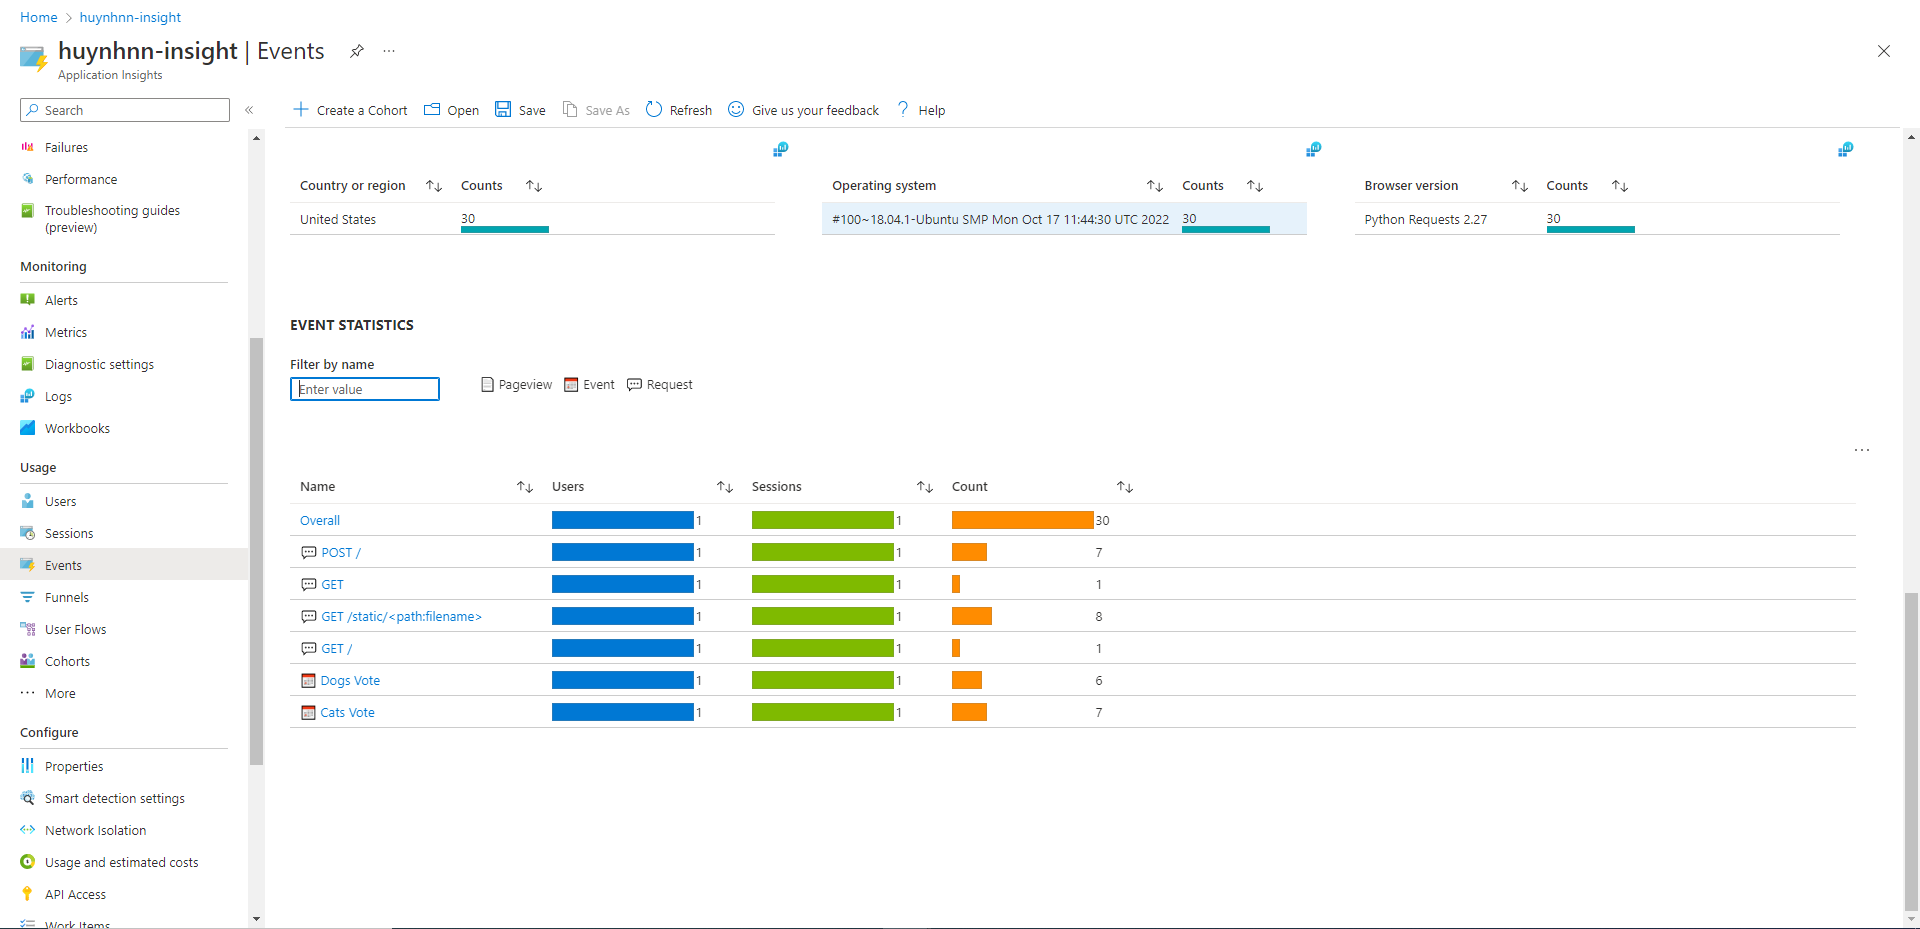 Home > huynhnn-insight
huynhnn-insight | Events
Application Insights
Search
Failures
Performance
Troubleshooting guides
(preview)
Monitoring
Alerts
Metrics
Diagnostic settings
Logs
Workbooks
Usage
Users
Sessions
Events
Funnels
User Flows
Cohorts
More
Configure
Properties
Smart detection settings
Network Isolation
Usage and estimated costs
API Access
Work Items
Create a Cohort Open Save Save As Refresh Give us your feedback Help
Country or region Counts
United States 30
Operating system Counts
#100~18.04.1-Ubuntu SMP Mon Oct 17 11:44:30 UTC 2022 30
Browser version Counts
Python Requests 2.27 30
EVENT STATISTICS
Filter by name
Enter value
Pageview Event Request
Name Users Sessions Count
Overall 1 1 30
POST / 1 1 7
GET 1 1 1
GET /static/<path:filename> 1 1 8
GET / 1 1 1
Dogs Vote 1 1 6
Cats Vote 1 1 7